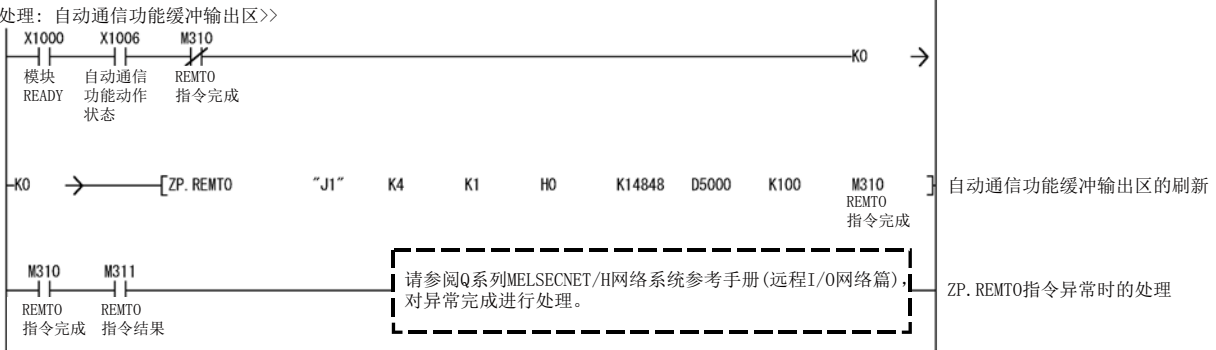 处理: 自动通信功能缓冲输出区>>
X1000 X1006 M310
K0
模块 自动通信 REMTO
READY 功能动作 指令完成
状态
K0 ZP.REMTO "J1" K4 K1 H0 K14848 D5000 K100 M310 自动通信功能缓冲输出区的刷新
REMTO
指令完成
M310 M311
请参阅Q系列MELSECNET/H网络系统参考手册(远程I/O网络篇),
对异常完成进行处理。
ZP.REMTO指令异常时的处理
REMTO REMTO
指令完成 指令结果